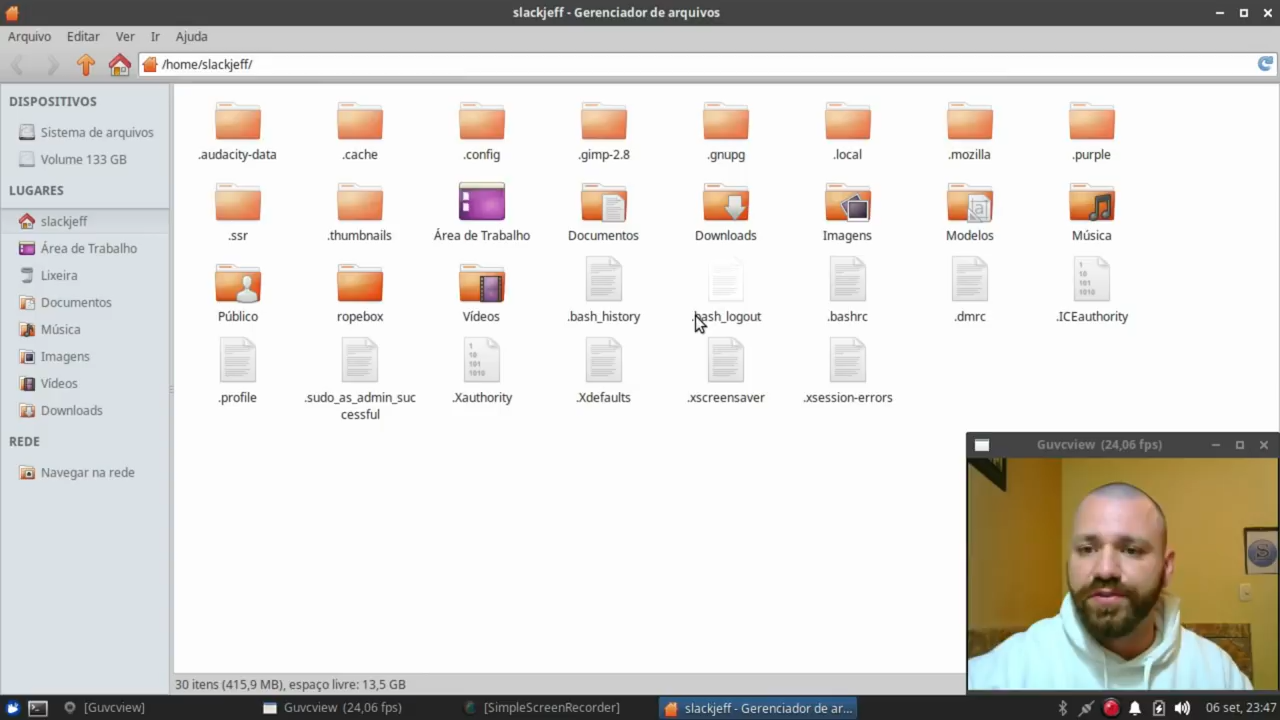 slackjeff - Gerenciador de arquivos
Arquivo Editar Ver Ir Ajuda
/home/slackjeff/
DISPOSITIVOS
Sistema de arquivos
Volume 133 GB
LUGARES
slackjeff
Área de Trabalho
Lixeira
Documentos
Música
Imagens
Vídeos
Downloads
REDE
Navegar na rede
.audacity-data .cache .config .gimp-2.8 .gnupg .local .mozilla .purple
.ssr .thumbnails Área de Trabalho Documentos Downloads Imagens Modelos Música
Público ropebox Vídeos .bash_history .bash_logout .bashrc .dmrc .ICEauthority
.profile .sudo_as_admin_suc .Xauthority .Xdefaults .xscreensaver .xsession-errors
cessful
30 itens (415,9 MB), espaço livre: 13,5 GB
Guvcview (24,06 fps)
[Guvcview] Guvcview (24,06 fps) [SimpleScreenRecorder] slackjeff - Gerenciador de ar... 06 set, 23:47